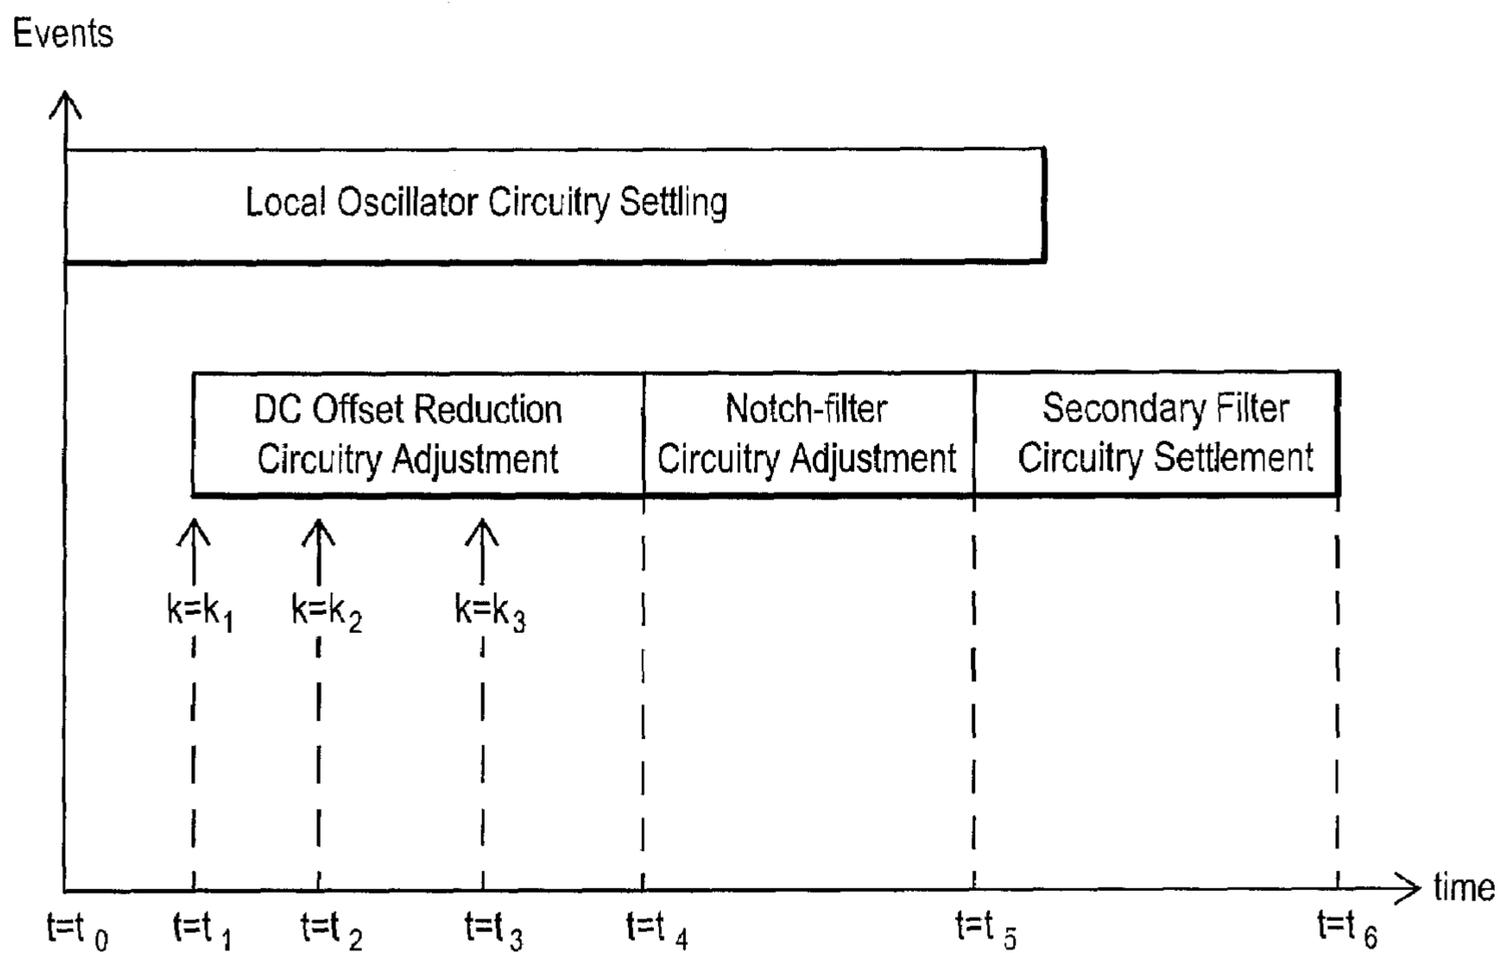 Events
Local Oscillator Circuitry Settling
DC Offset Reduction
Circuitry Adjustment
Notch-filter
Circuitry Adjustment
Secondary Filter
Circuitry Settlement
k=k1
k=k2
k=k3
time
t=t0
t=t1
t=t2
t=t3
t=t4
t=t5
t=t6